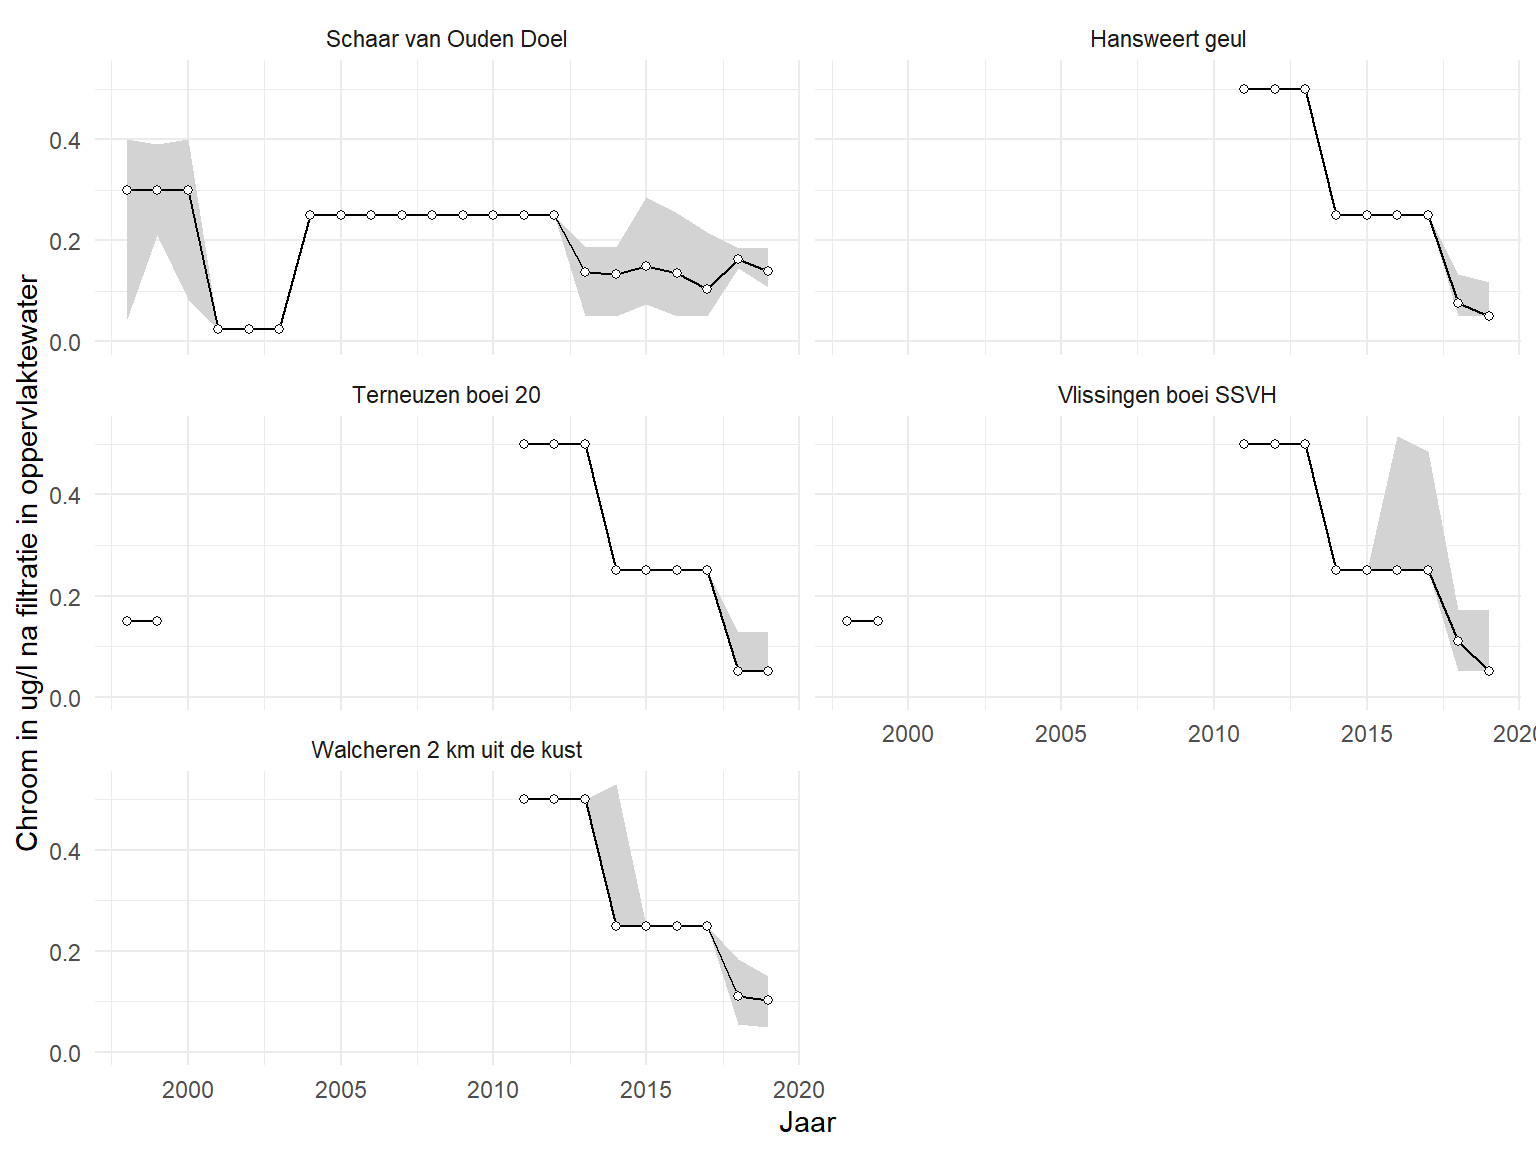 Schaar van Ouden Doel
Hansweert geul
0.4
0.2
0.0
Terneuzen boei 20
Vlissingen boei SSVH
0.4
0.2
0.0
2000 2005 2010 2015 2020
Walcheren 2 km uit de kust
0.4
0.2
0.0
2000 2005 2010 2015 2020
Jaar
Chroom in ug/l na filtratie in oppervlaktewater